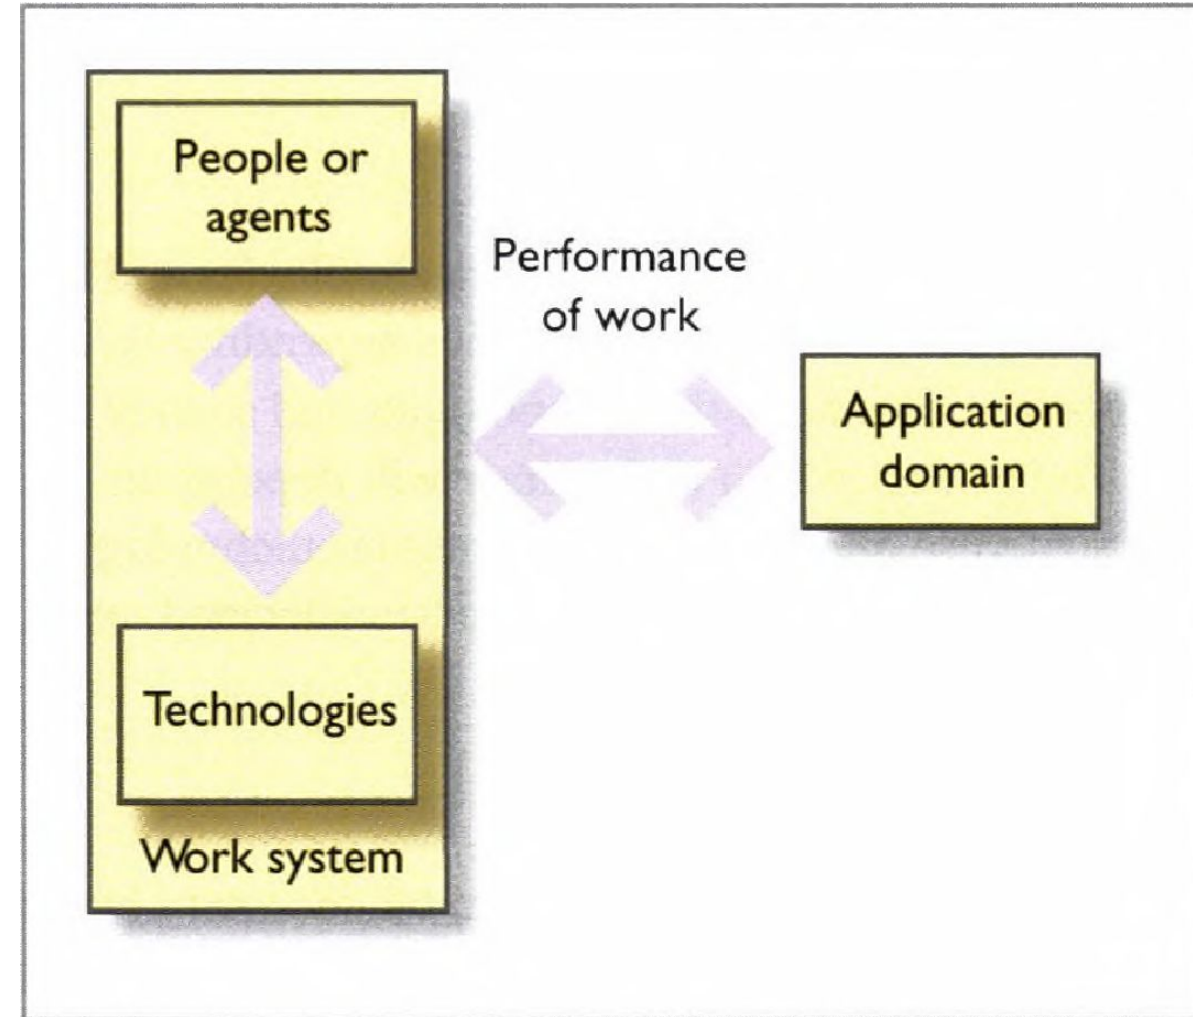 People or
agents
Performance
of work
Application
domain
Technologies
Work system